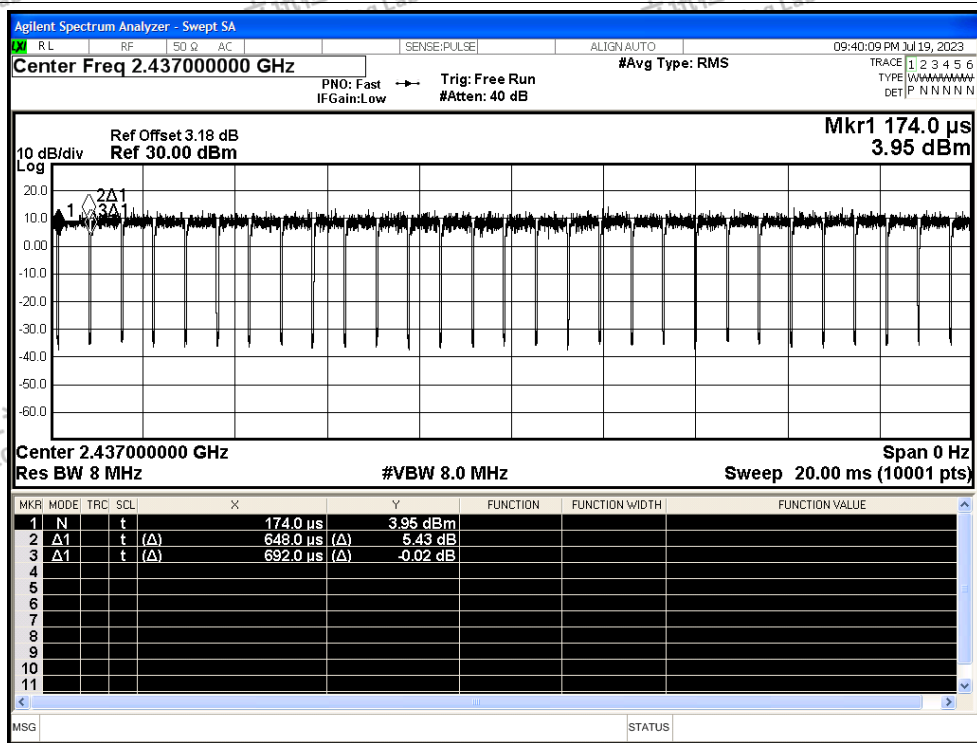 Agilent Spectrum Analyzer - Swept SA
LXI RL RF 50 Ω AC SENSE:PULSE ALIGN AUTO 09:40:09 PM Jul 19, 2023
Center Freq 2.437000000 GHz
PNO: Fast
IFGain:Low
Trig: Free Run
#Atten: 40 dB
#Avg Type: RMS
TRACE 1 2 3 4 5 6
TYPE W
DET P N N N N N
Mkr1 174.0 µs
3.95 dBm
Ref Offset 3.18 dB
10 dB/div Ref 30.00 dBm
Log
20.0
10.0
0.00
-10.0
-20.0
-30.0
-40.0
-50.0
-60.0
1
2Δ1
3Δ1
Center 2.437000000 GHz Span 0 Hz
Res BW 8 MHz #VBW 8.0 MHz Sweep 20.00 ms (10001 pts)
MKR MODE TRC SCL X Y FUNCTION FUNCTION WIDTH FUNCTION VALUE
1 N t 174.0 µs 3.95 dBm
2 Δ1 t (Δ) 648.0 µs (Δ) 5.43 dB
3 Δ1 t (Δ) 692.0 µs (Δ) -0.02 dB
4
5
6
7
8
9
10
11
MSG STATUS